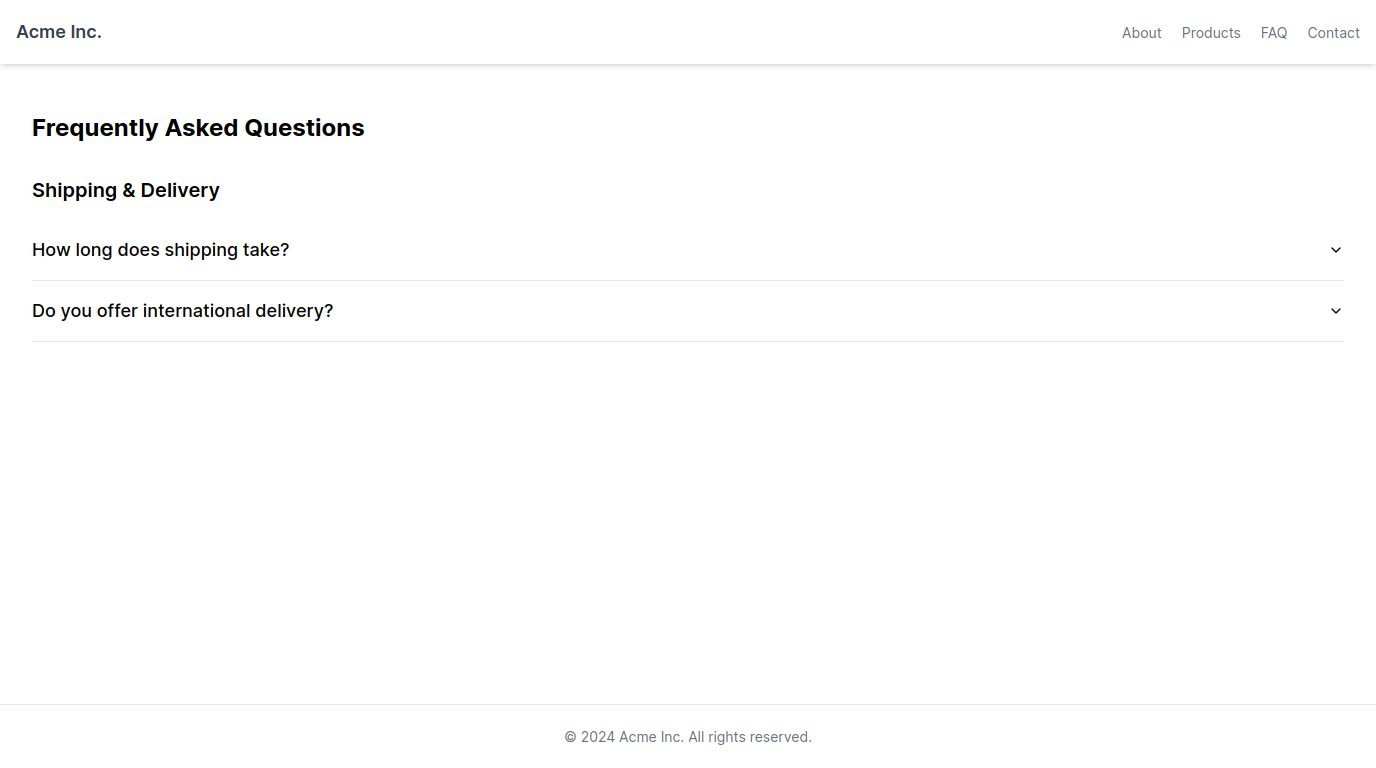 Acme Inc.
About Products FAQ Contact
Frequently Asked Questions
Shipping & Delivery
How long does shipping take?
Do you offer international delivery?
© 2024 Acme Inc. All rights reserved.